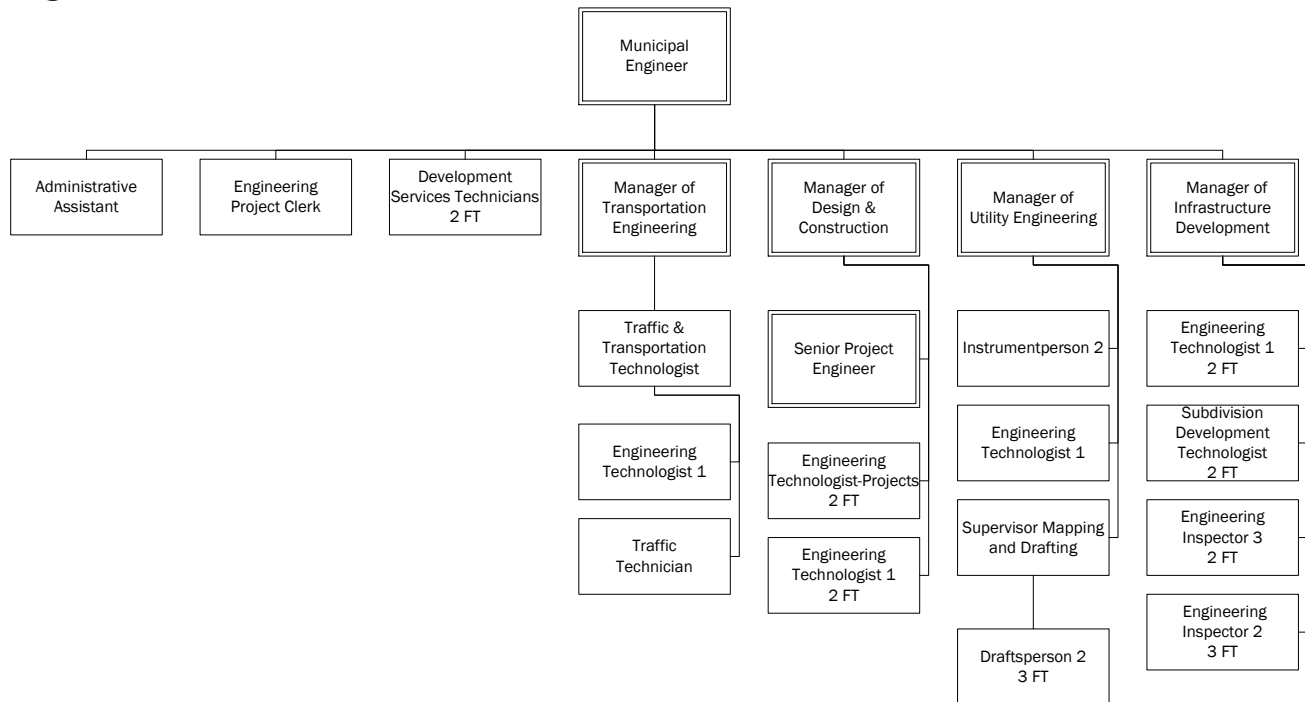 Municipal
Engineer
Administrative
Assistant
Engineering
Project Clerk
Development
Services Technicians
2 FT
Manager of
Transportation
Engineering
Manager of
Design &
Construction
Manager of
Utility Engineering
Manager of
Infrastructure
Development
Traffic &
Transportation
Technologist
Engineering
Technologist 1
Traffic
Technician
Senior Project
Engineer
Engineering
Technologist-Projects
2 FT
Engineering
Technologist 1
2 FT
Instrumentperson 2
Engineering
Technologist 1
Supervisor Mapping
and Drafting
Draftsperson 2
3 FT
Engineering
Technologist 1
2 FT
Subdivision
Development
Technologist
2 FT
Engineering
Inspector 3
2 FT
Engineering
Inspector 2
3 FT